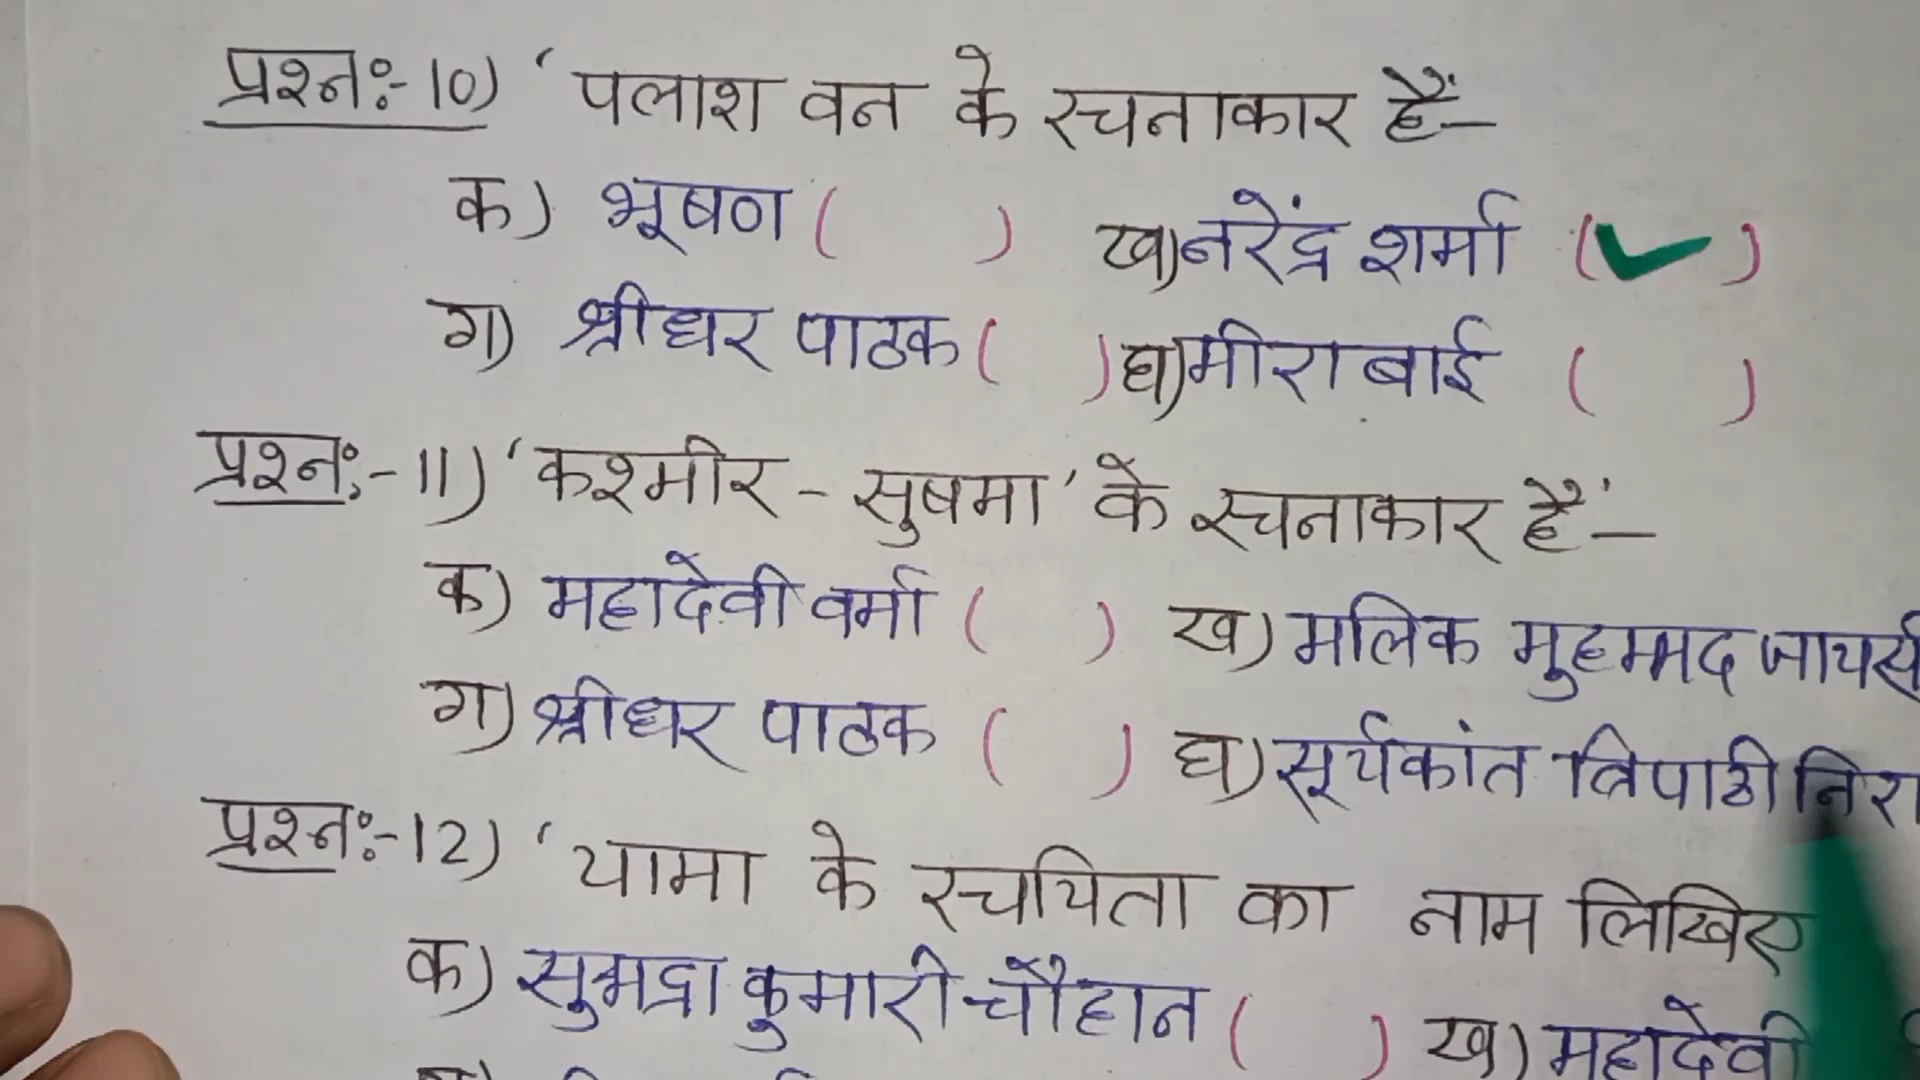 प्रश्नः-10) 'पलाश वन के रचनाकार हैं-
क) भूषण ( ) ख) नरेंद्र शर्मा (✓)
ग) श्रीधर पाठक ( ) घ) मीरा बाई ( )
प्रश्नः-11) 'कश्मीर - सुषमा' के रचनाकार हैं-
क) महादेवी वर्मा ( ) ख) मलिक मुहम्मद
ग) श्रीधर पाठक ( ) घ) सूर्यकांत त्रिपाठी
प्रश्नः-12) 'यामा के रचयिता का नाम लिखिए
क) सुभद्रा कुमारी चौहान ( ) ख) महादेवी